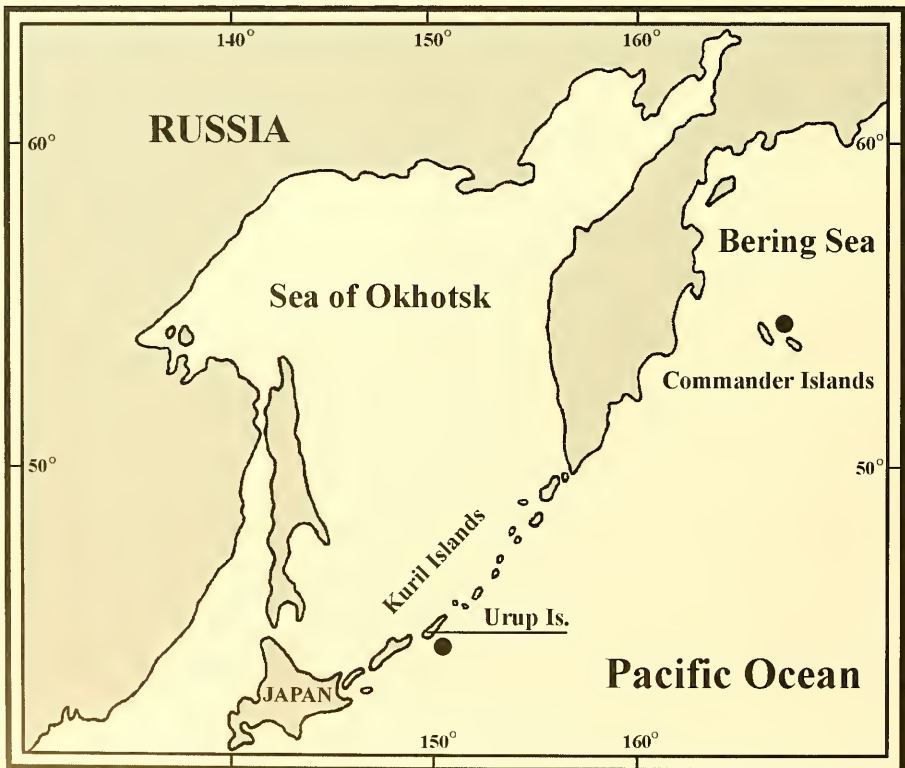 140°
150°
160°
RUSSIA
60°
60°
Bering Sea
Sea of Okhotsk
Commander Islands
50°
50°
Kuril Islands
Urup Is.
Pacific Ocean
JAPAN
150°
160°